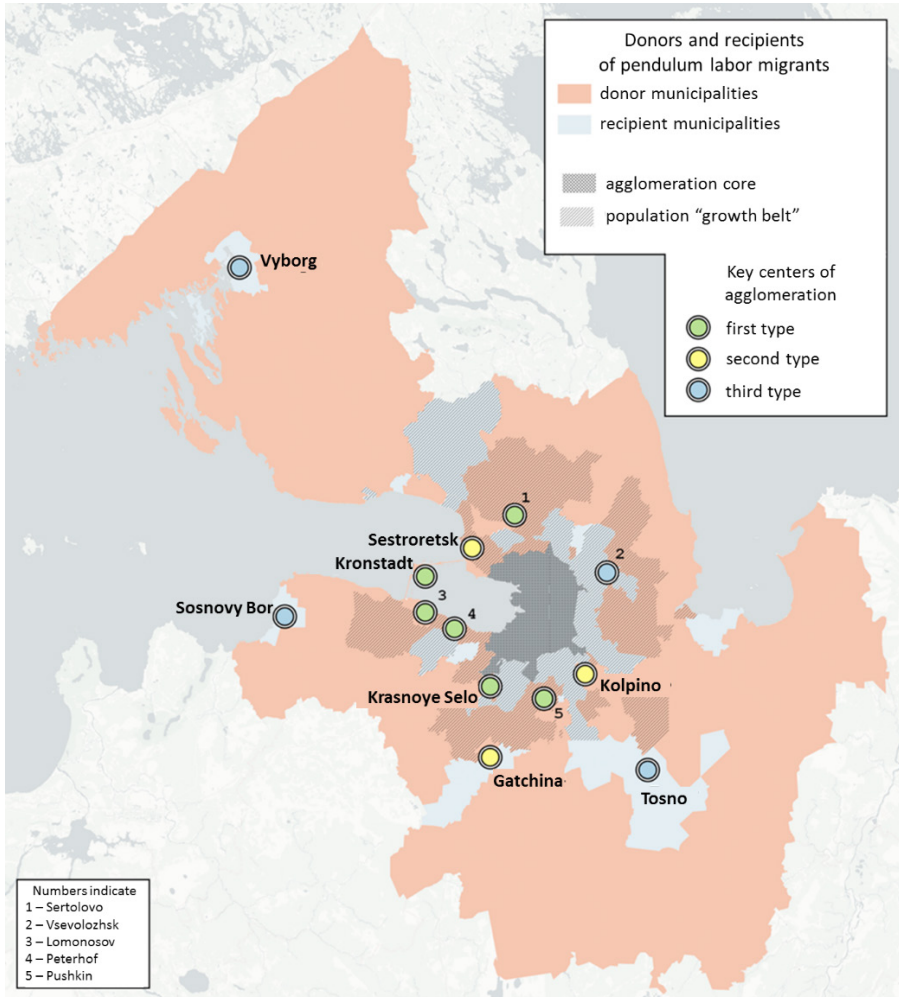 Donors and recipients
of pendulum labor migrants
donor municipalities
recipient municipalities
agglomeration core
population “growth belt”
Key centers of
agglomeration
first type
second type
third type
Vyborg
1
Sestroretsk
2
Kronstadt
3
Sosnovy Bor
4
Kolpino
Krasnoye Selo
5
Gatchina
Tosno
Numbers indicate
1 – Sertolovo
2 – Vsevolozhsk
3 – Lomonosov
4 – Peterhof
5 – Pushkin